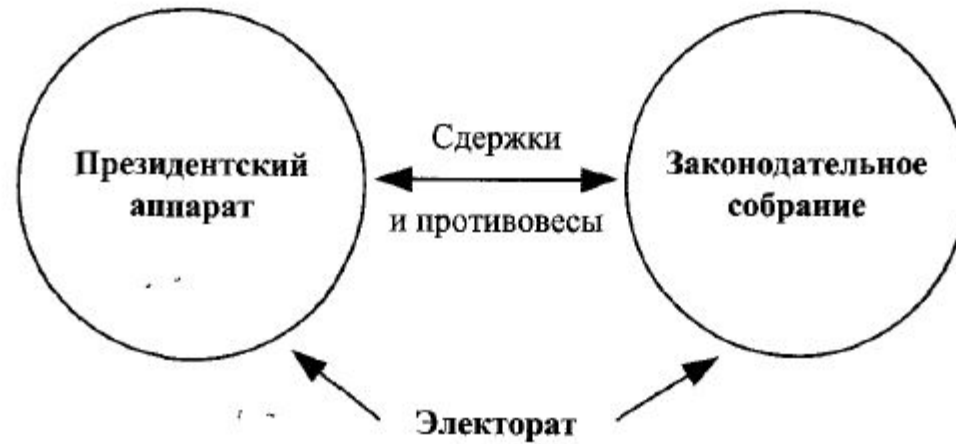 Президентский
аппарат
Сдержки
и противовесы
Законодательное
собрание
Электорат